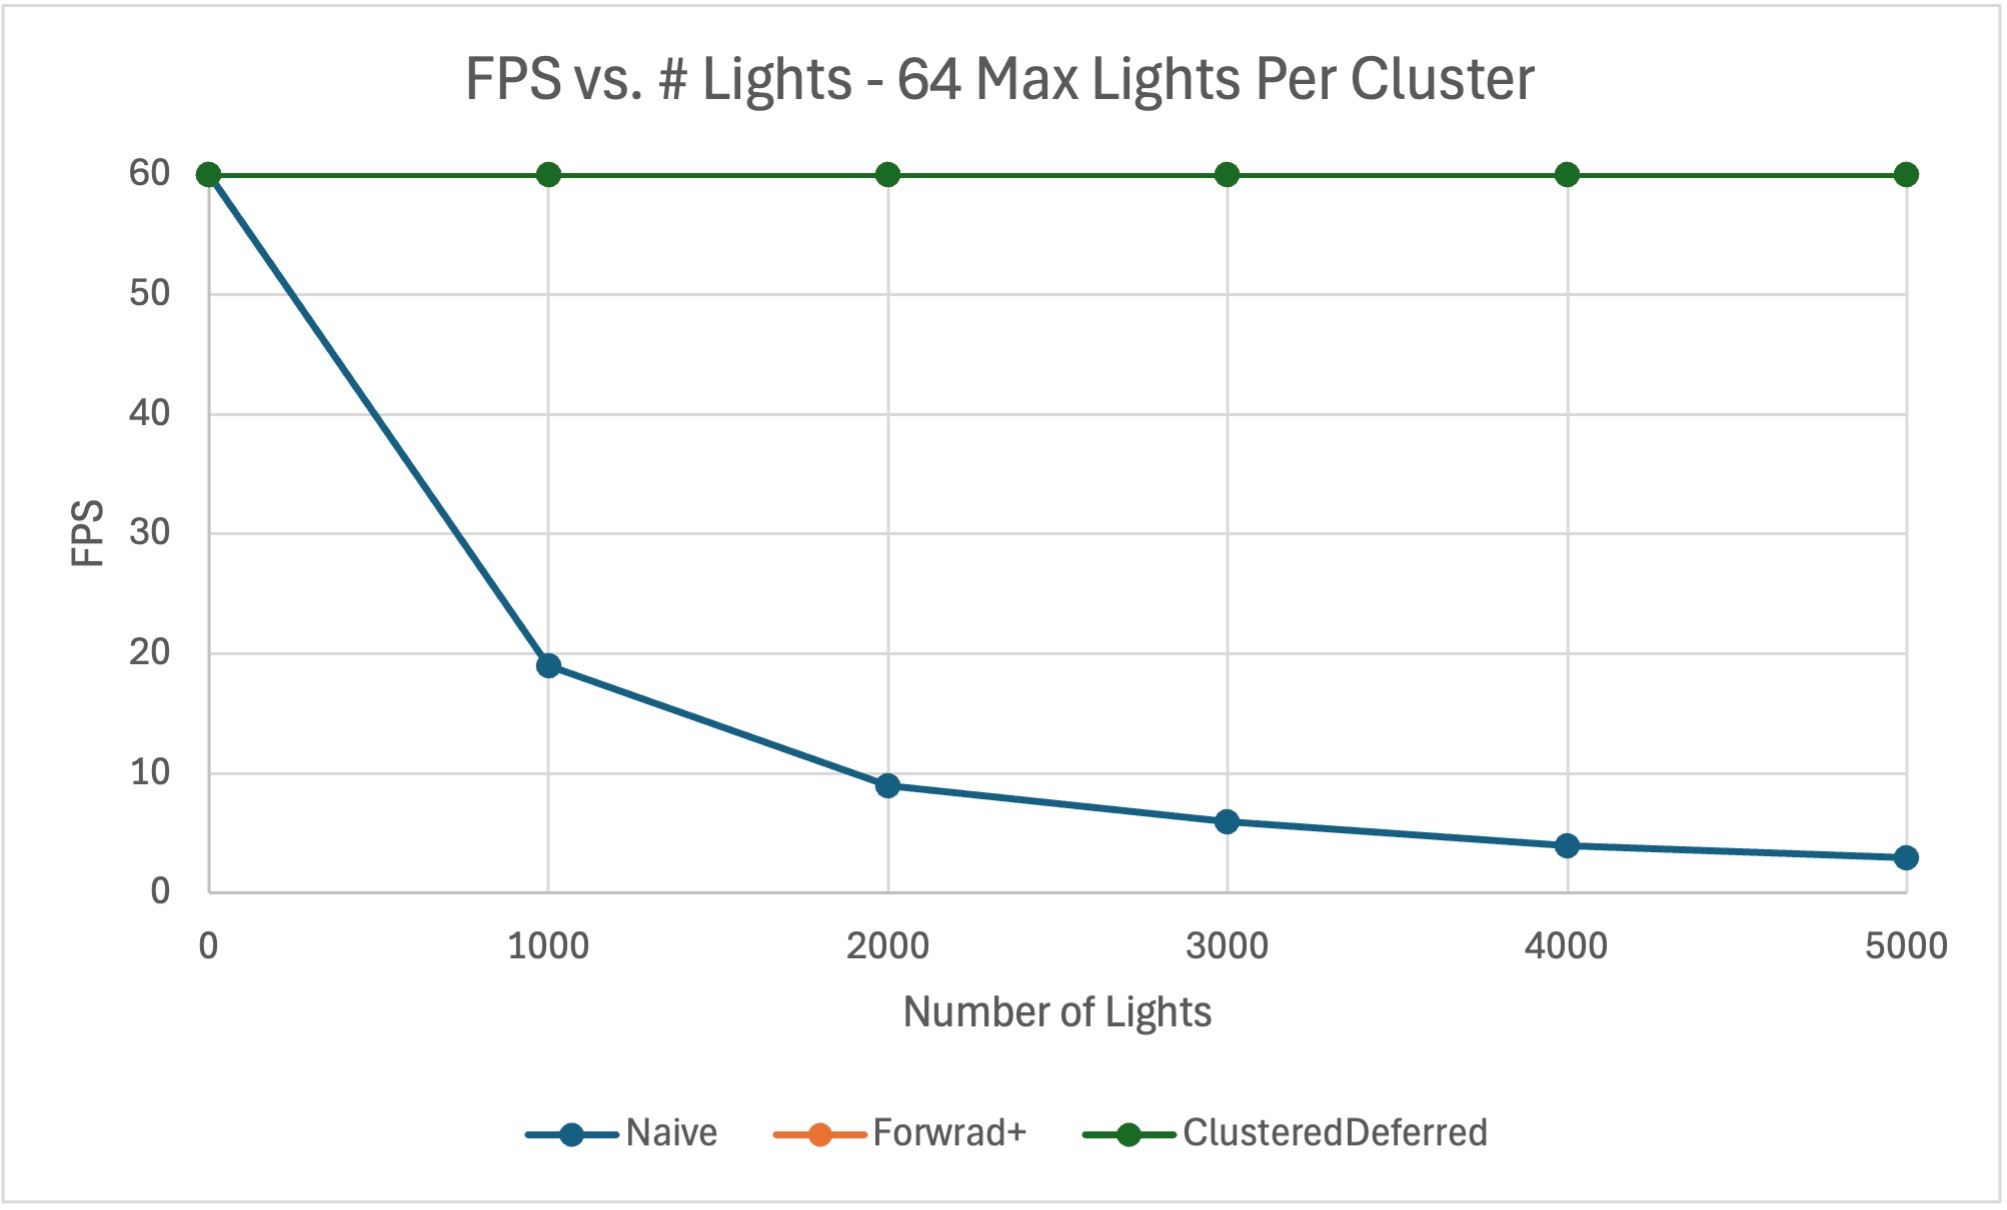 FPS vs. # Lights - 64 Max Lights Per Cluster
60
50
40
30
20
10
0
FPS
0 1000 2000 3000 4000 5000
Number of Lights
Naive Forwrad+ ClusteredDeferred